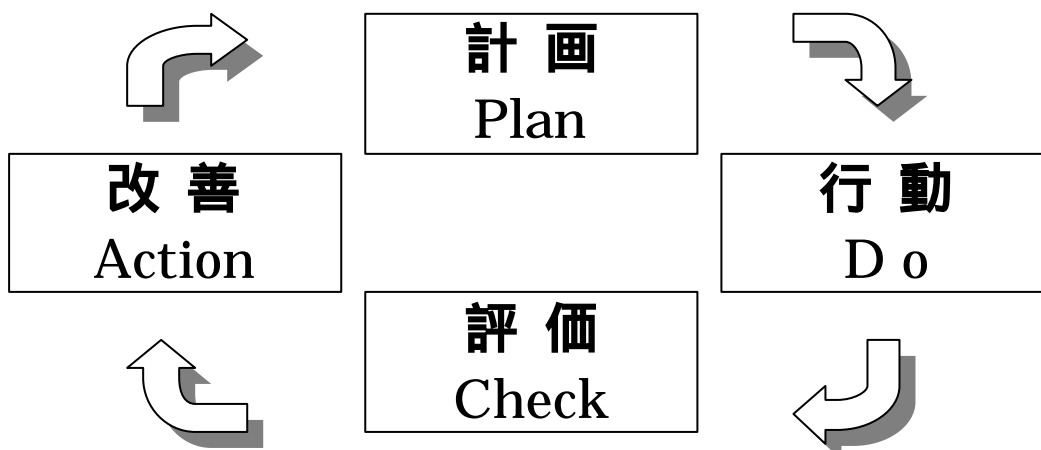 計 画
Plan
改 善
Action
行 動
D o
評 価
Check